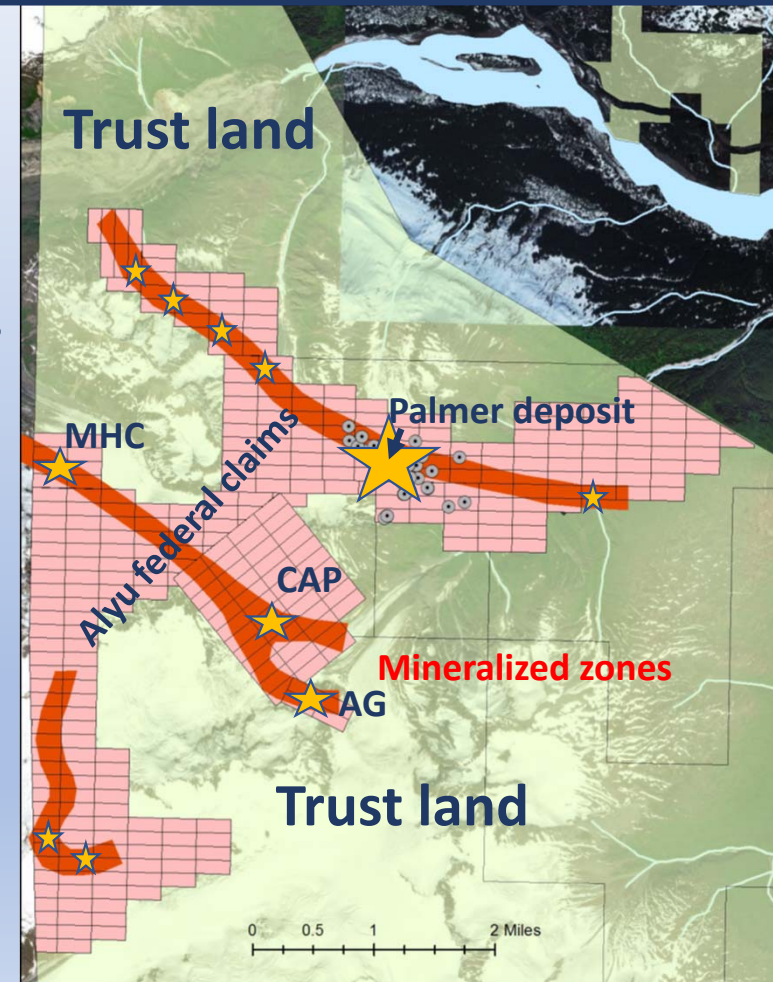 Trust land
Palmer deposit
MHC
Alyu federal claims
CAP
Mineralized zones
AG
Trust land
0 0.5 1 2 Miles